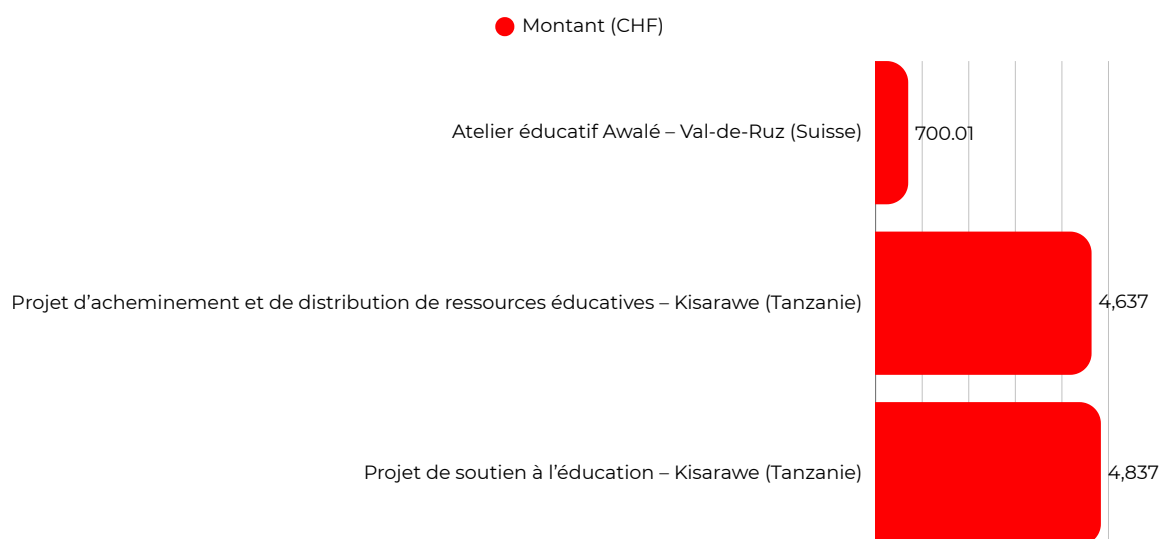 Montant (CHF)
Atelier éducatif Awalé – Val-de-Ruz (Suisse)
700.01
Projet d’acheminement et de distribution de ressources éducatives – Kisarawe (Tanzanie)
4,637
Projet de soutien à l’éducation – Kisarawe (Tanzanie)
4,837